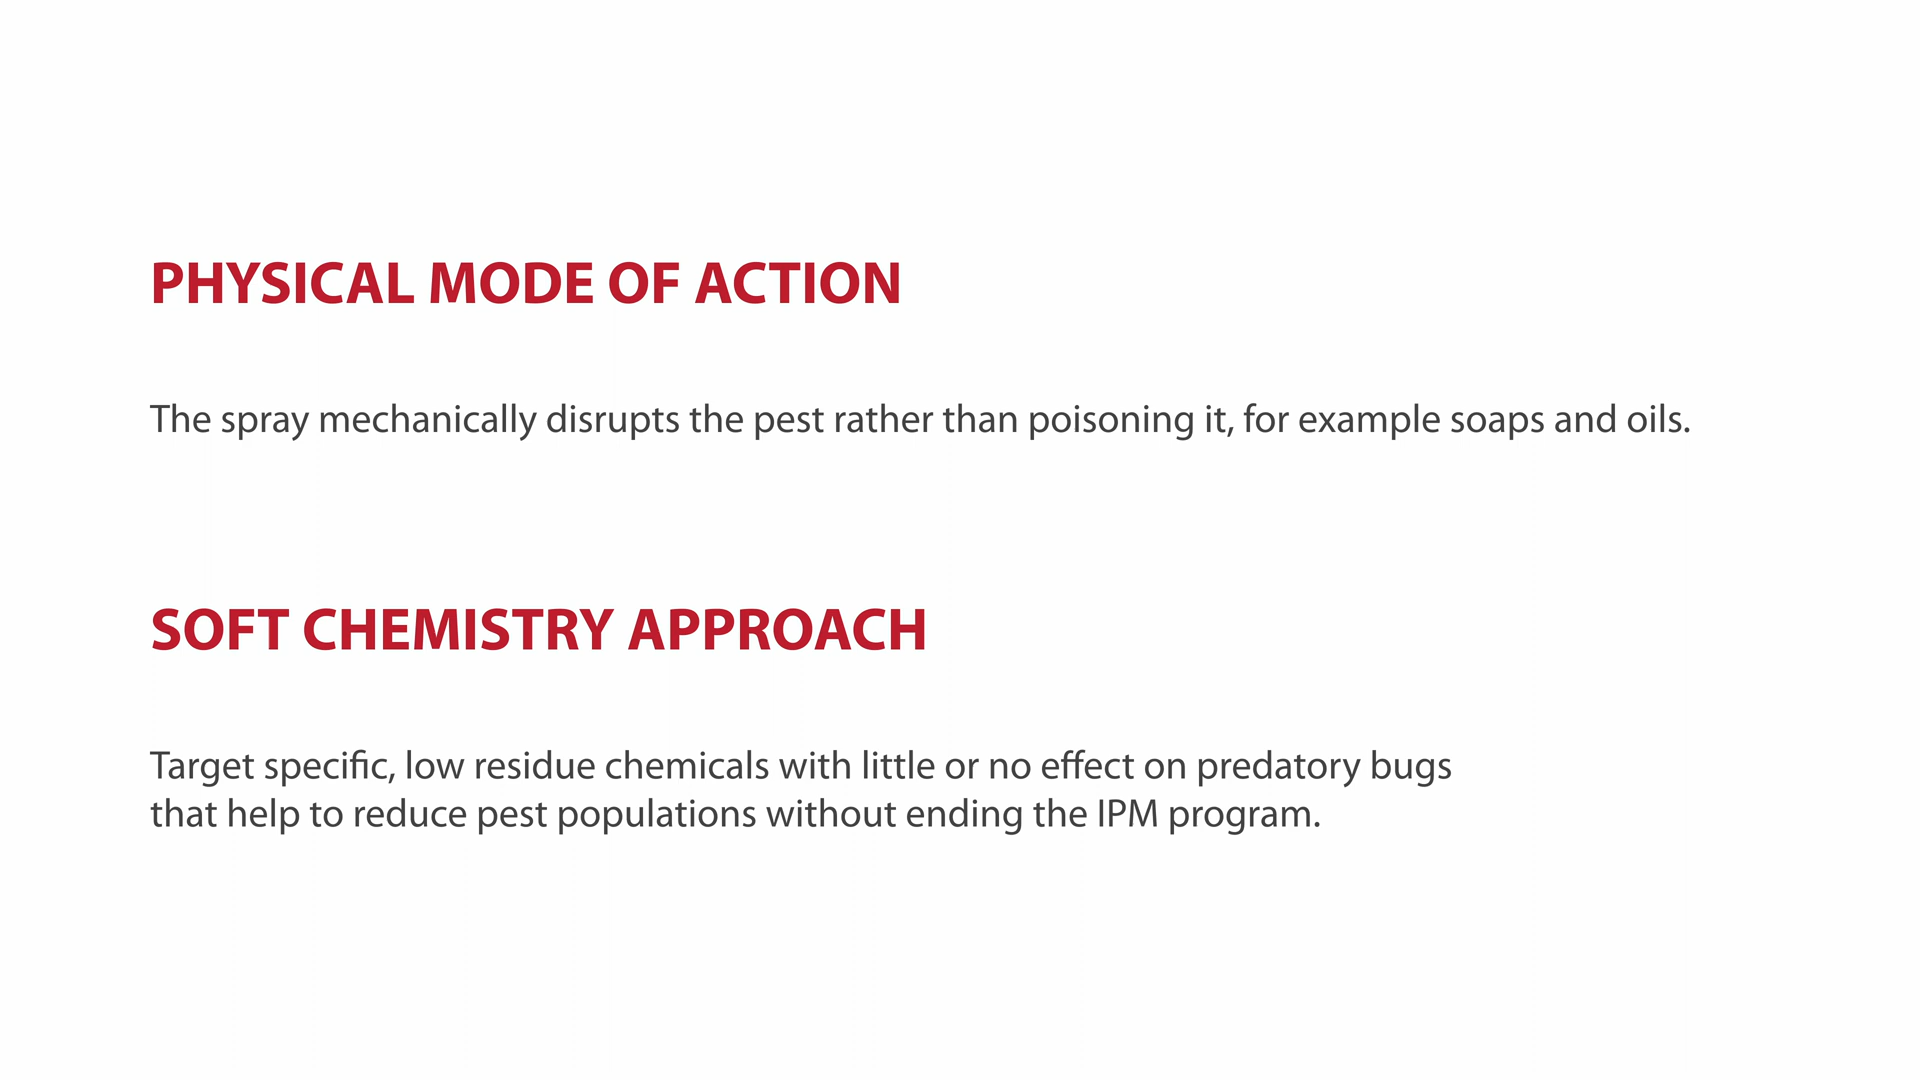 PHYSICAL MODE OF ACTION
The spray mechanically disrupts the pest rather than poisoning it, for example soaps and oils.
SOFT CHEMISTRY APPROACH
Target specific, low residue chemicals with little or no effect on predatory bugs
that help to reduce pest populations without ending the IPM program.